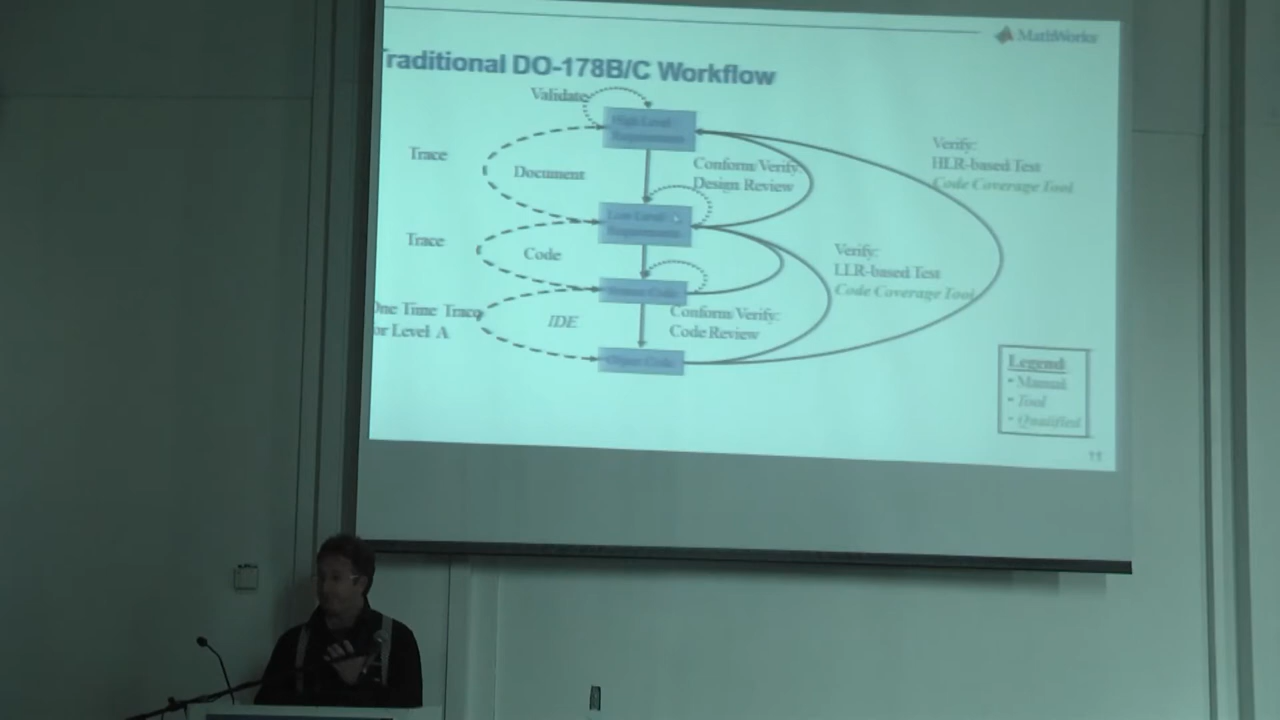 MathWorks
Traditional DO-178B/C Workflow
Validate
High Level
Requirements
Trace
Document
Conform/Verify:
Design Review
Verify:
HLR-based Test
Code Coverage Tool
Low Level
Requirements
Trace
Code
Verify:
LLR-based Test
Code Coverage Tool
Source Code
One Time Trace
or Level A
IDE
Conform/Verify:
Code Review
Object Code
Legend:
• Manual
• Tool
• Qualified
11